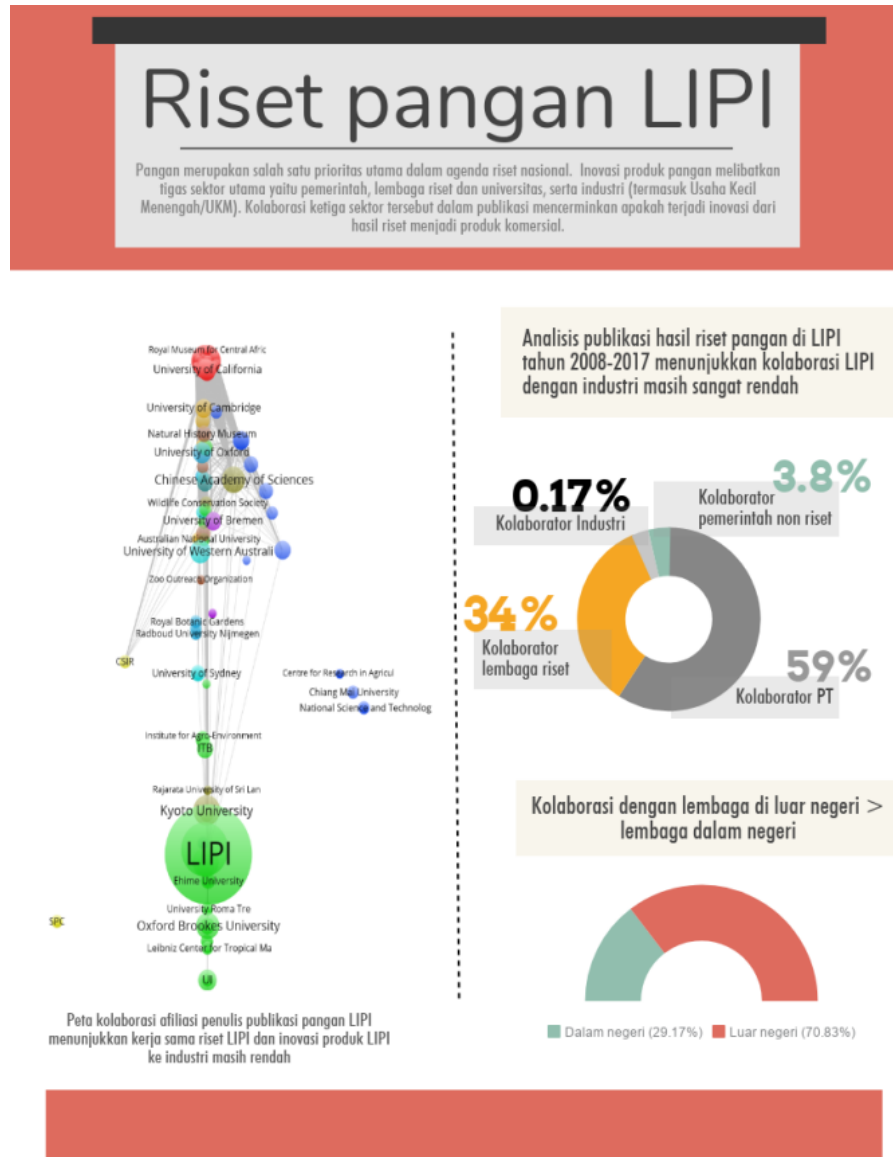 Riset pangan LIPI
Pangan merupakan salah satu prioritas utama dalam agenda riset nasional. Inovasi produk pangan melibatkan
tigas sektor utama yaitu pemerintah, lembaga riset dan universitas, serta industri (termasuk Usaha Kecil
Menengah/UKM). Kolaborasi ketiga sektor tersebut dalam publikasi mencerminkan apakah terjadi inovasi dari
hasil riset menjadi produk komersial.
Royal Museum for Central Afric
University of California
University of Cambridge
Natural History Museum
University of Oxford
Chinese Academy of Sciences
Wildlife Conservation Society
University of Bremen
Australian National University
University of Western Australi
Zoo Outreach Organization
Royal Botanic Gardens
Radboud University Nijmegen
CSIR
University of Sydney
Centre for Research in Agricul
Chiang Mai University
National Science and Technolog
Institute for Agro-Environment
ITB
Rajarata University of Sri Lan
Kyoto University
LIPI
Ehime University
University Roma Tre
SPC
Oxford Brookes University
Leibniz Center for Tropical Ma
UI
Peta kolaborasi afiliasi penulis publikasi pangan LIPI
menunjukkan kerja sama riset LIPI dan inovasi produk LIPI
ke industri masih rendah
Analisis publikasi hasil riset pangan di LIPI
tahun 2008-2017 menunjukkan kolaborasi LIPI
dengan industri masih sangat rendah
0.17%
Kolaborator Industri
3.8%
Kolaborator
pemerintah non riset
34%
Kolaborator
lembaga riset
59%
Kolaborator PT
Kolaborasi dengan lembaga di luar negeri >
lembaga dalam negeri
Dalam negeri (29.17%)
Luar negeri (70.83%)